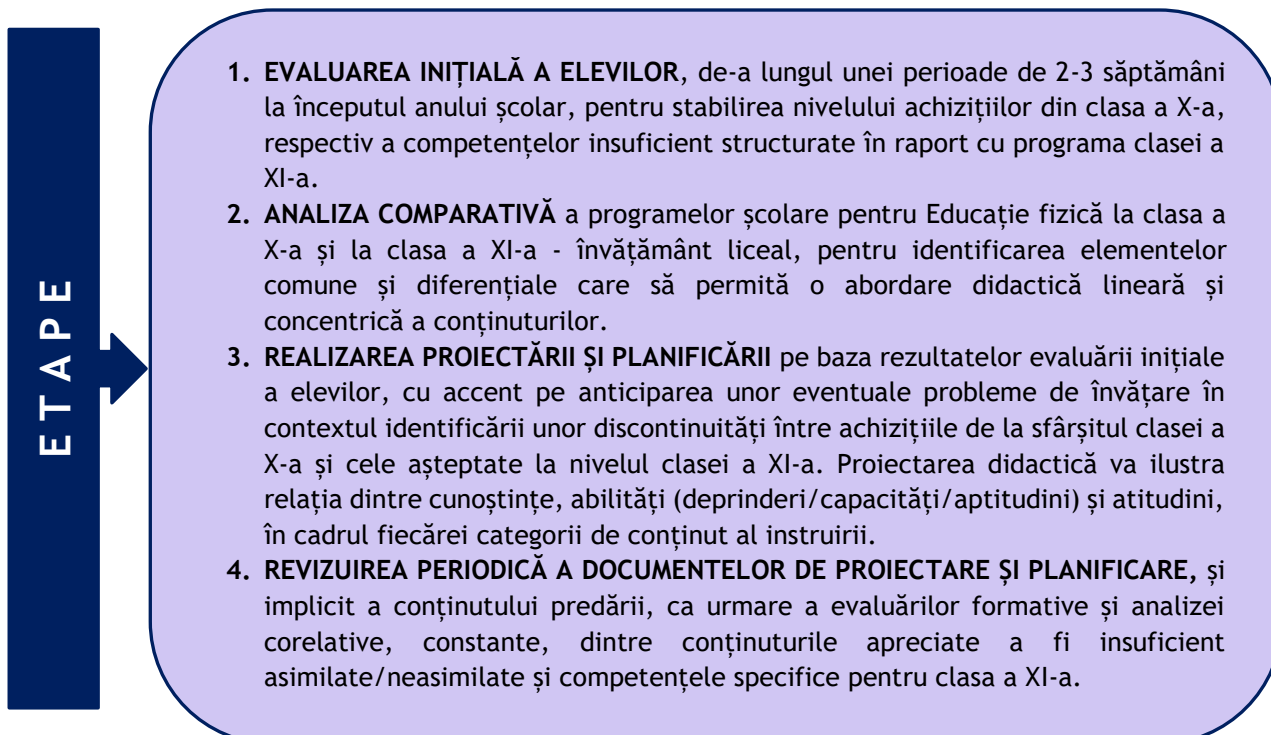 ETAPE
1. EVALUAREA INIȚIALĂ A ELEVILOR, de-a lungul unei perioade de 2-3 săptămâni
la începutul anului școlar, pentru stabilirea nivelului achizițiilor din clasa a X-a,
respectiv a competențelor insuficient structurate în raport cu programa clasei a
XI-a.
2. ANALIZA COMPARATIVĂ a programelor școlare pentru Educație fizică la clasa a
X-a și la clasa a XI-a - învățământ liceal, pentru identificarea elementelor
comune și diferențiale care să permită o abordare didactică lineară și
concentrică a conținuturilor.
3. REALIZAREA PROIECTĂRII ȘI PLANIFICĂRII pe baza rezultatelor evaluării inițiale
a elevilor, cu accent pe anticiparea unor eventuale probleme de învățare în
contextul identificării unor discontinuități între achizițiile de la sfârșitul clasei a
X-a și cele așteptate la nivelul clasei a XI-a. Proiectarea didactică va ilustra
relația dintre cunoștințe, abilități (deprinderi/capacități/aptitudini) și atitudini,
în cadrul fiecărei categorii de conținut al instruirii.
4. REVIZUIREA PERIODICĂ A DOCUMENTELOR DE PROIECTARE ȘI PLANIFICARE, și
implicit a conținutului predării, ca urmare a evaluărilor formative și analizei
corelative, constante, dintre conținuturile apreciate a fi insuficient
asimilate/neasimilate și competențele specifice pentru clasa a XI-a.